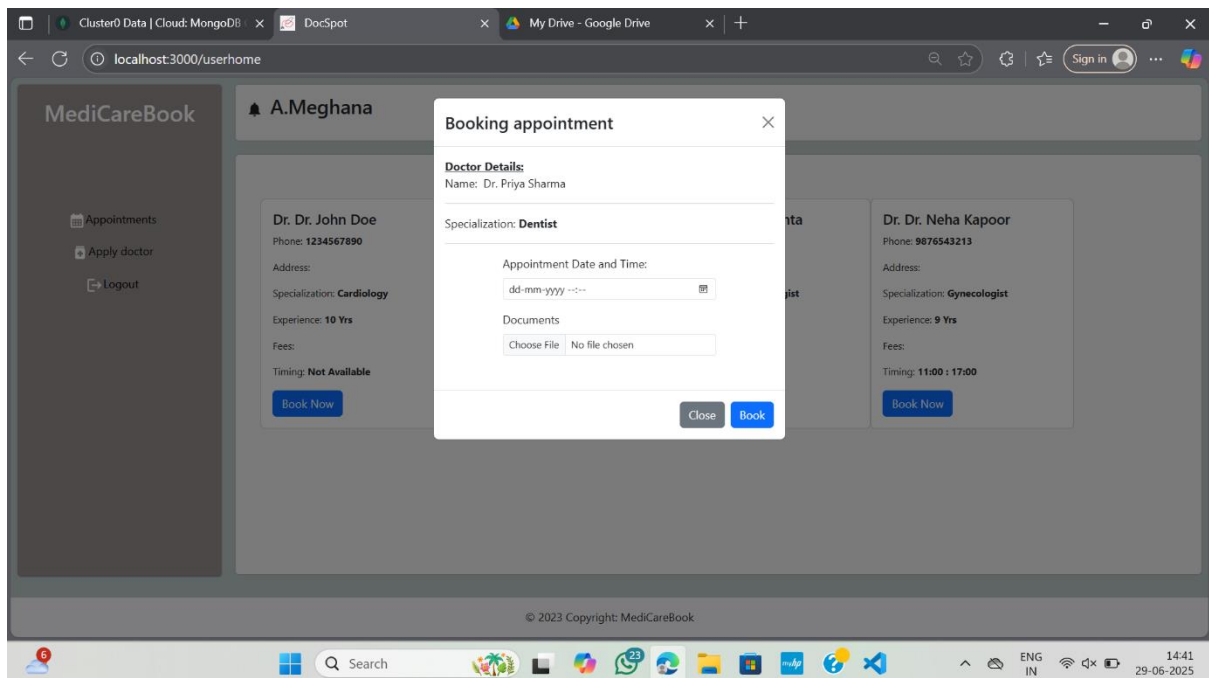 Cluster0 Data | Cloud: MongoDB
DocSpot
My Drive - Google Drive
localhost:3000/userhome
Sign in
MediCareBook
A.Meghana
Appointments
Apply doctor
Logout
Dr. Dr. John Doe
Phone: 1234567890
Address:
Specialization: Cardiology
Experience: 10 Yrs
Fees:
Timing: Not Available
Book Now
Booking appointment
Doctor Details:
Name: Dr. Priya Sharma
Specialization: Dentist
Appointment Date and Time:
dd-mm-yyyy --:--
Documents
Choose File No file chosen
Close Book
nta
gist
Dr. Dr. Neha Kapoor
Phone: 9876543213
Address:
Specialization: Gynecologist
Experience: 9 Yrs
Fees:
Timing: 11:00 : 17:00
Book Now
© 2023 Copyright: MediCareBook
6
Search
23
ENG
IN
14:41
29-06-2025